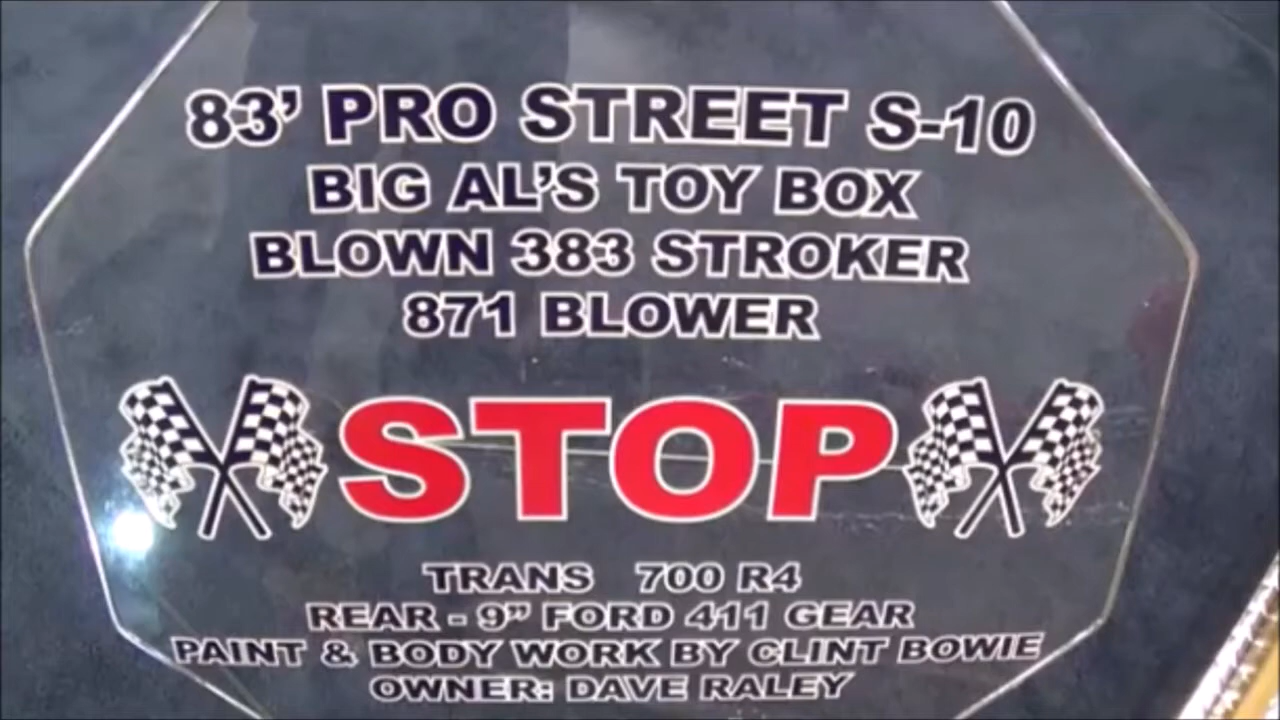 83' PRO STREET S-10
BIG AL'S TOY BOX
BLOWN 383 STROKER
871 BLOWER
STOP
TRANS 700 R4
REAR - 9" FORD 411 GEAR
PAINT & BODY WORK BY CLINT BOWIE
OWNER: DAVE RALEY